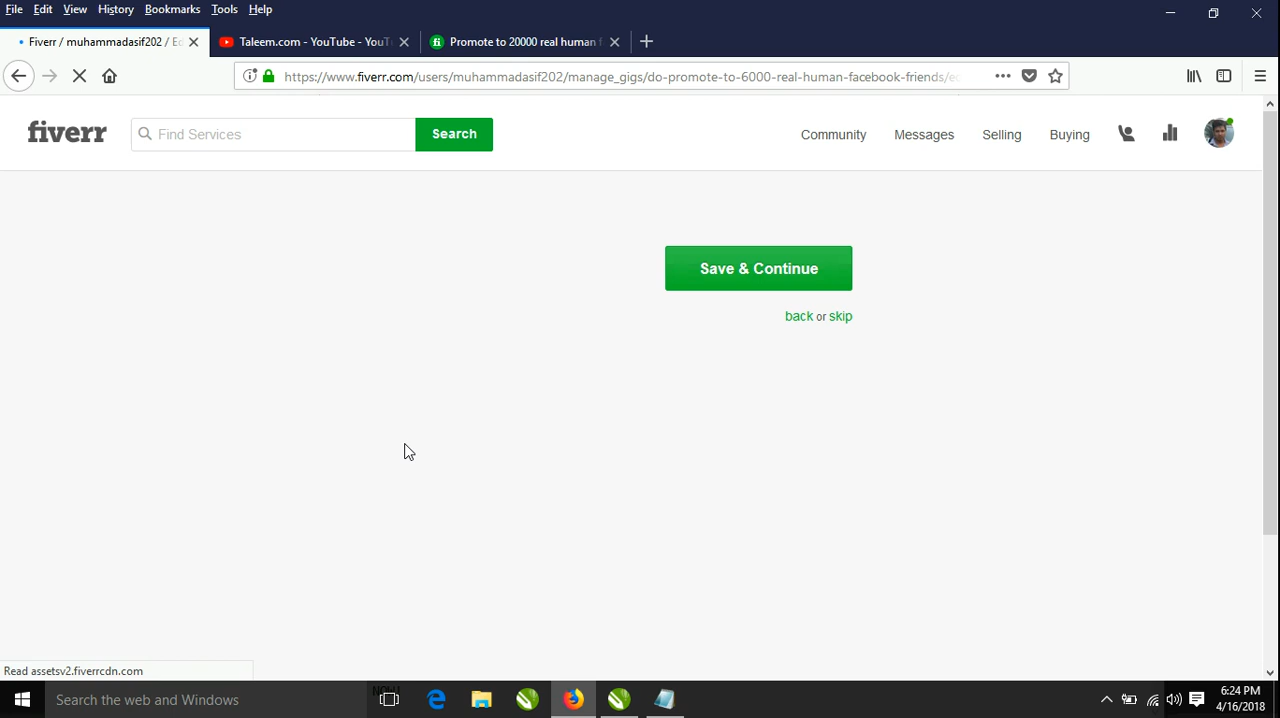 File Edit View History Bookmarks Tools Help
Fiverr / muhammadasif202 / Ed
Taleem.com - YouTube - YouT
Promote to 20000 real human f
https://www.fiverr.com/users/muhammadasif202/manage_gigs/do-promote-to-6000-real-human-facebook-friends/ed
fiverr
Find Services
Search
Community
Messages
Selling
Buying
Save & Continue
back or skip
Read assetsv2.fiverrcdn.com
Search the web and Windows
6:24 PM
4/16/2018